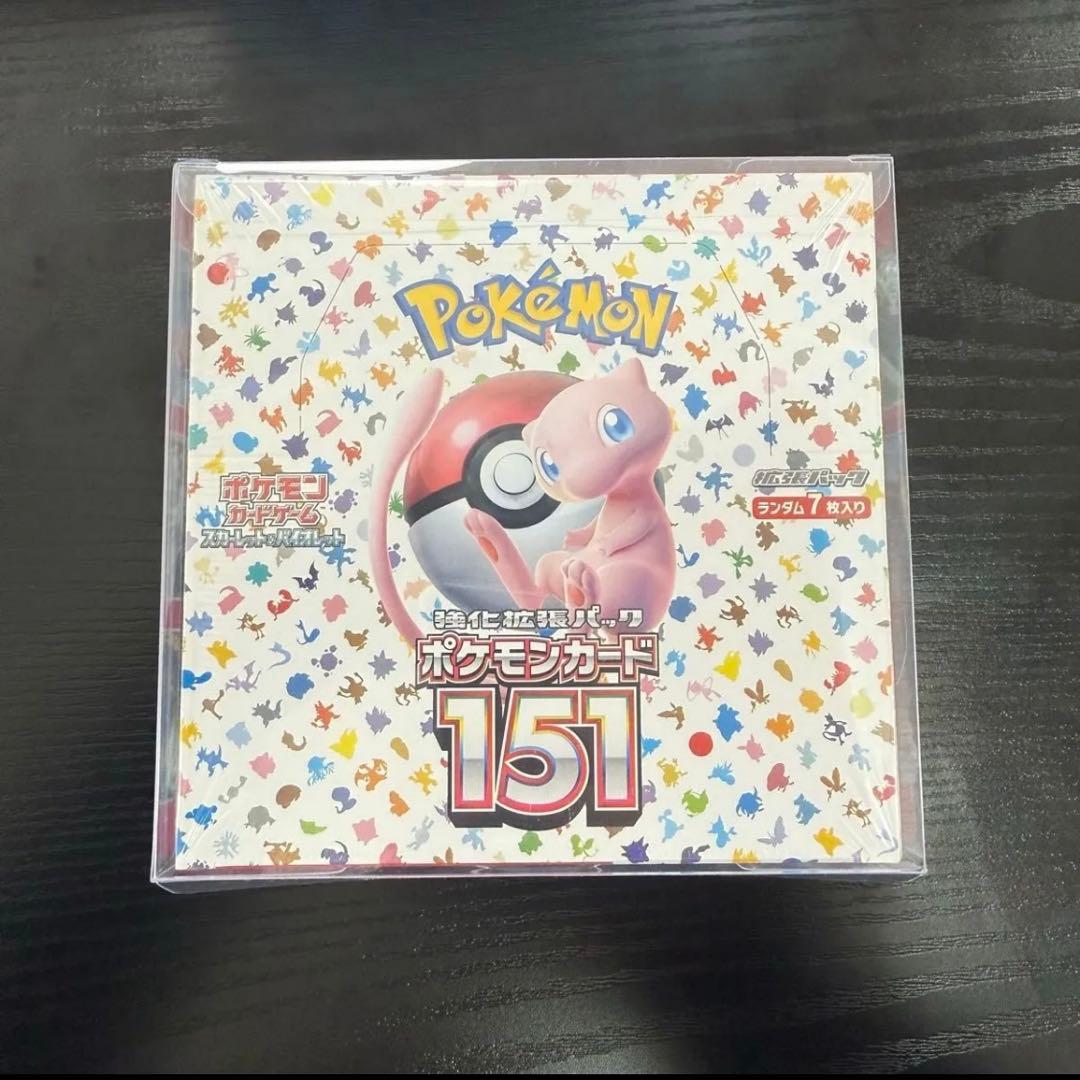 POKéMON
TM
ポケモン
カードゲーム
スカーレット&バイオレット
拡張パック
ランダム7枚入り
強化拡張パック
ポケモンカード
151